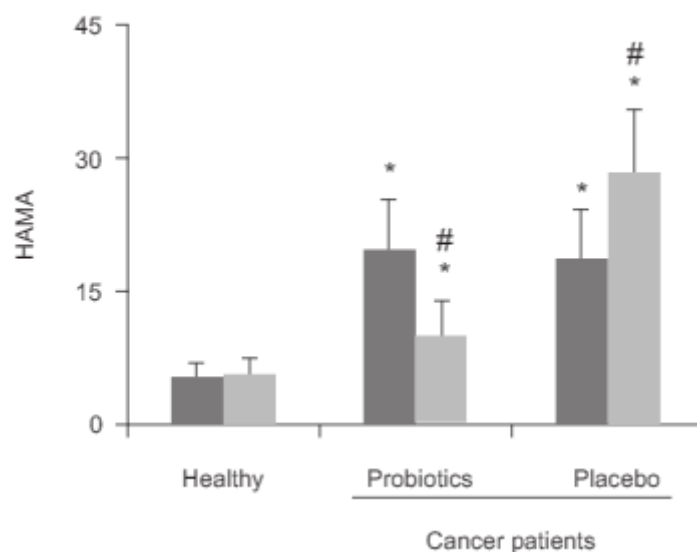 45
#
*
30
*
*
HAMA
#
*
15
0
Healthy
Probiotics
Placebo
Cancer patients